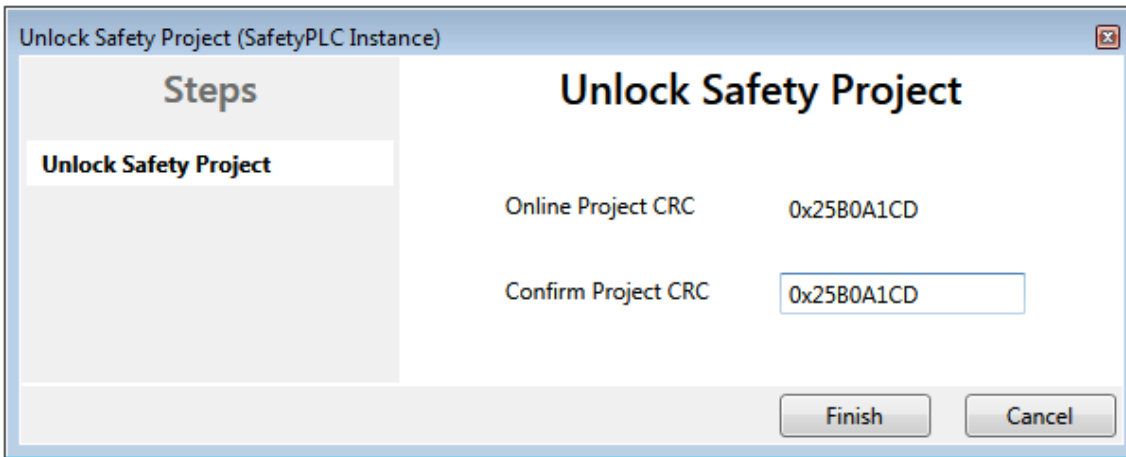 Unlock Safety Project (SafetyPLC Instance)
Steps
Unlock Safety Project
Unlock Safety Project
Online Project CRC 0x25B0A1CD
Confirm Project CRC 0x25B0A1CD
Finish Cancel